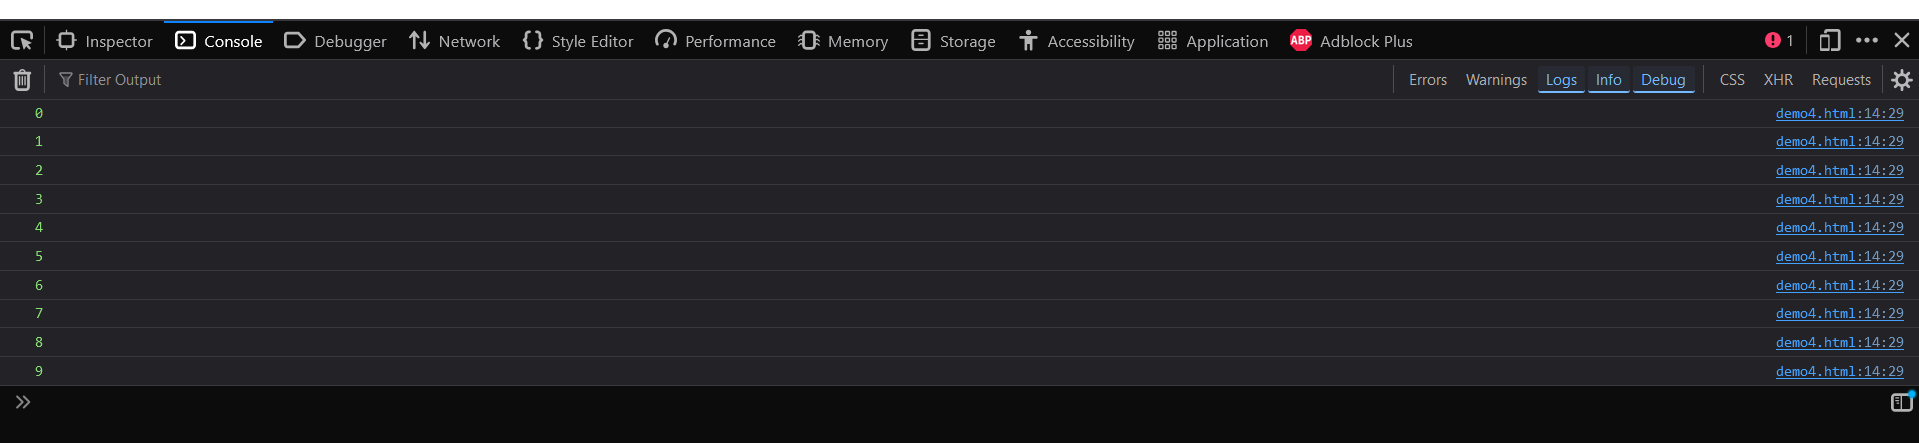 Inspector Console Debugger Network Style Editor Performance Memory Storage Accessibility Application ABP Adblock Plus 1
Filter Output Errors Warnings Logs Info Debug CSS XHR Requests
0 demo4.html:14:29
1 demo4.html:14:29
2 demo4.html:14:29
3 demo4.html:14:29
4 demo4.html:14:29
5 demo4.html:14:29
6 demo4.html:14:29
7 demo4.html:14:29
8 demo4.html:14:29
9 demo4.html:14:29